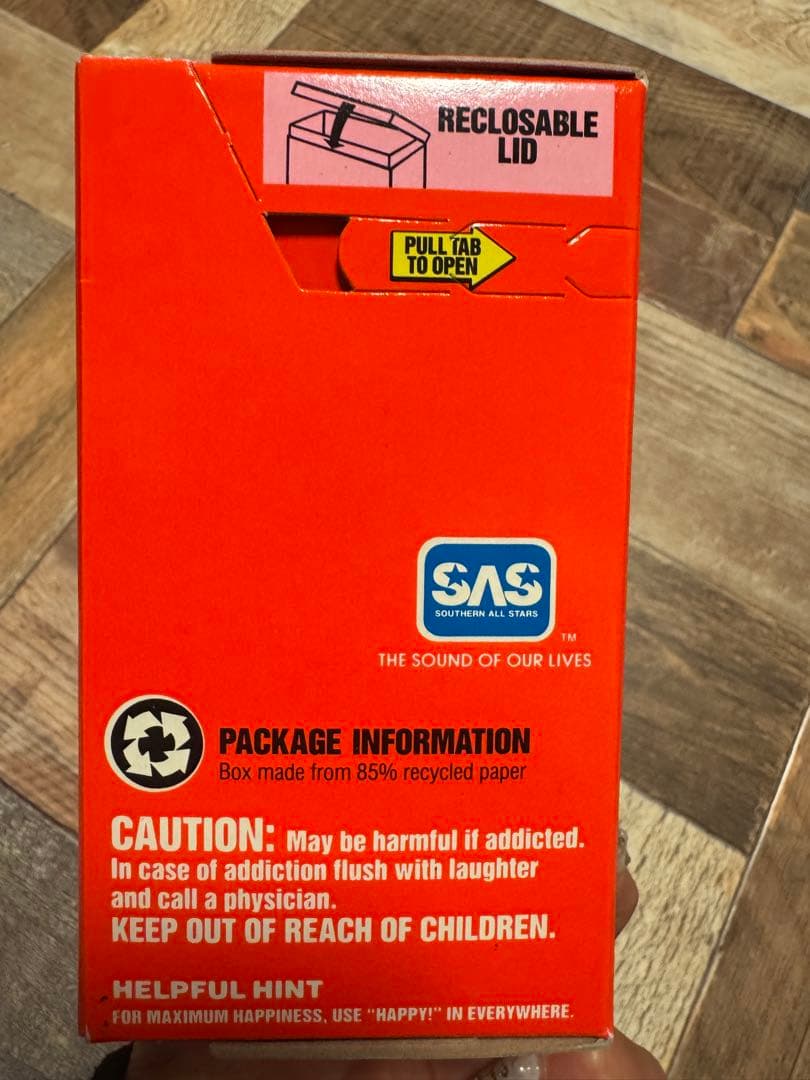 RECLOSABLE
LID
PULL TAB
TO OPEN
SAS
SOUTHERN ALL STARS
TM
THE SOUND OF OUR LIVES
PACKAGE INFORMATION
Box made from 85% recycled paper
CAUTION: May be harmful if addicted.
In case of addiction flush with laughter
and call a physician.
KEEP OUT OF REACH OF CHILDREN.
HELPFUL HINT
FOR MAXIMUM HAPPINESS, USE "HAPPY!" IN EVERYWHERE.